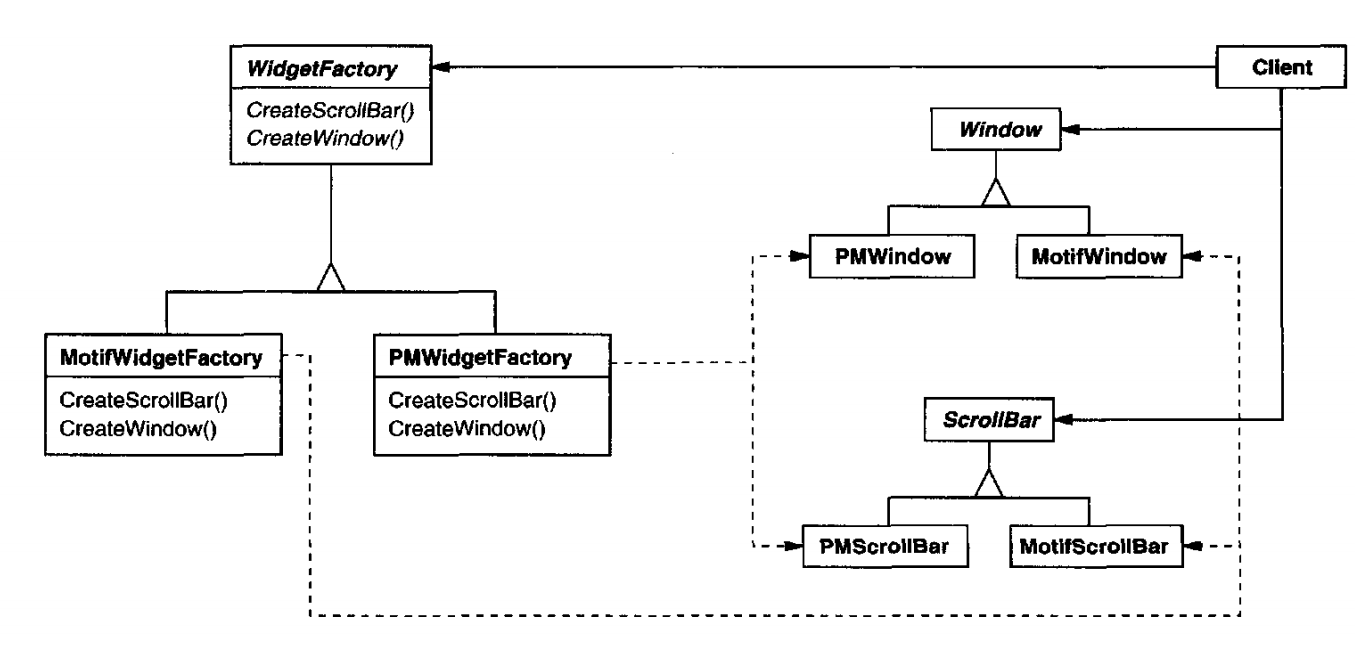 WidgetFactory
CreateScrollBar()
CreateWindow()
Client
Window
PMWindow
MotifWindow
MotifWidgetFactory
CreateScrollBar()
CreateWindow()
PMWidgetFactory
CreateScrollBar()
CreateWindow()
ScrollBar
PMScrollBar
MotifScrollBar